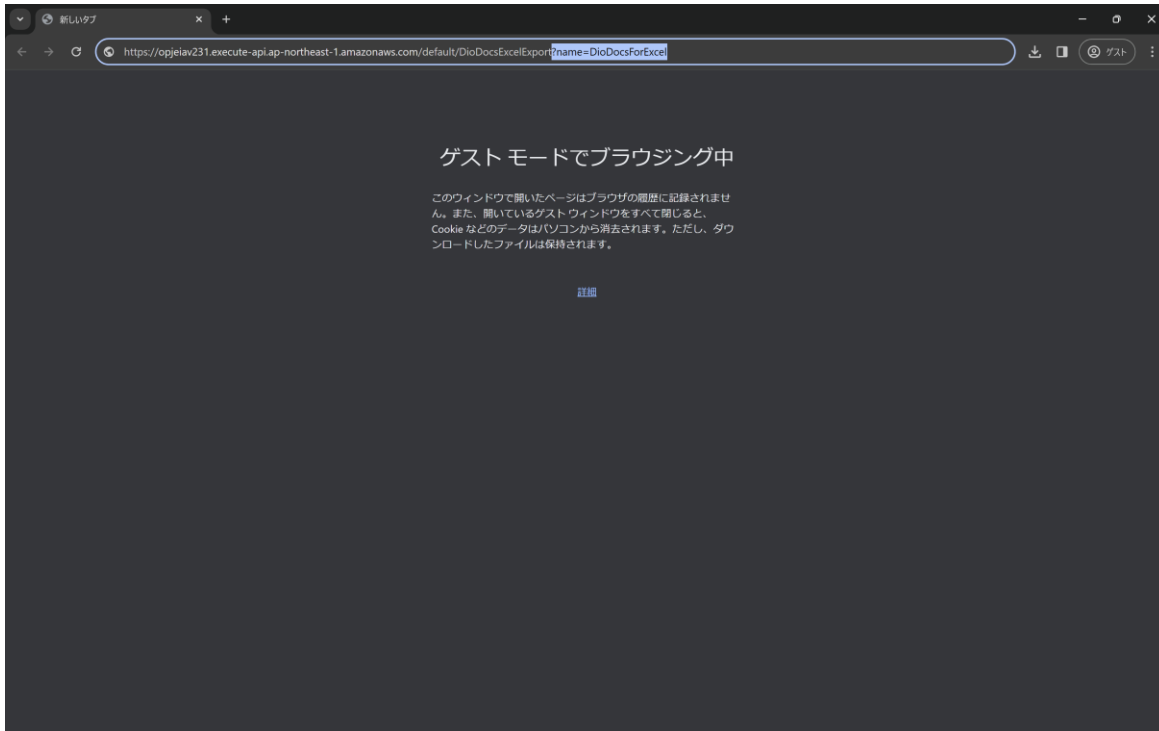 新しいタブ
https://opjeiav231.execute-api.ap-northeast-1.amazonaws.com/default/DioDocsExcelExport?name=DioDocsForExcel
ゲスト
ゲスト モードでブラウジング中
このウィンドウで開いたページはブラウザの履歴に記録されませ
ん。また、開いているゲスト ウィンドウをすべて閉じると、
Cookie などのデータはパソコンから消去されます。ただし、ダウ
ンロードしたファイルは保持されます。
詳細